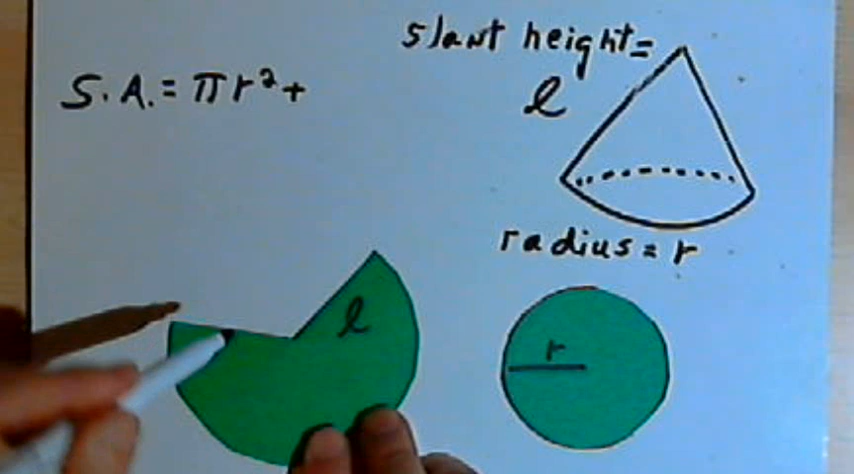 slant height =
l
S.A. = πr² +
radius = r
l
r